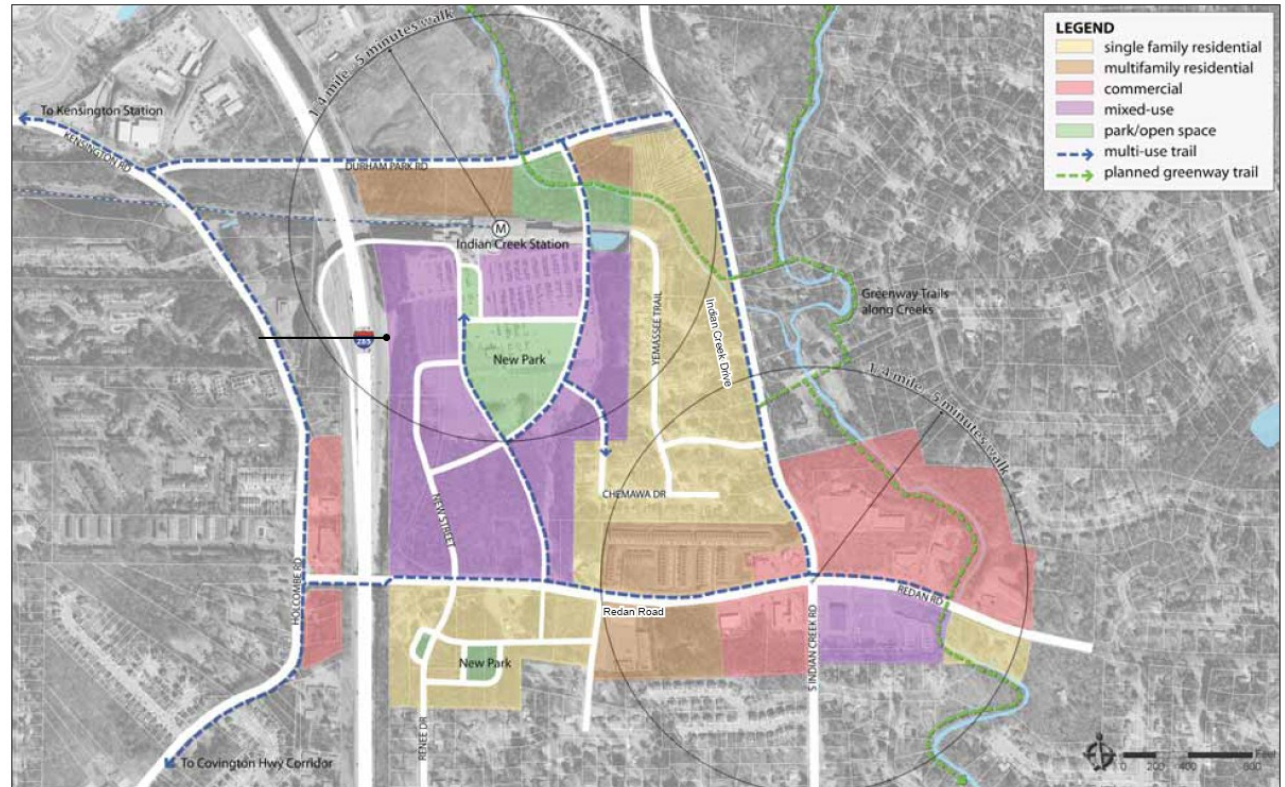 LEGEND
single family residential
multifamily residential
commercial
mixed-use
park/open space
multi-use trail
planned greenway trail
1/4 mile - 5 minutes walk
To Kensington Station
KENSINGTON RD
DURHAM PARK RD
M
Indian Creek Station
Greenway Trails
along Creeks
YEMASSEE TRAIL
Indian Creek Drive
285
New Park
1/4 mile - 5 minutes walk
CHEMAWA DR
NEW STREET
HOLCOMBE RD
REDAN RD
Redan Road
New Park
S INDIAN CREEK RD
RENEE DR
To Covington Hwy Corridor
0 200 400 800 Feet